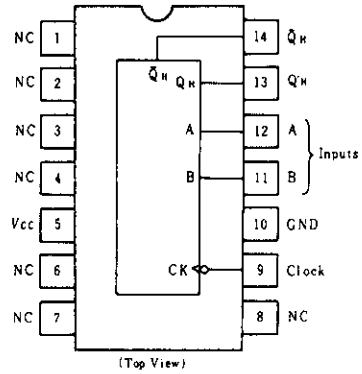 NC 1 14 Q̄H
NC 2 13 QH
NC 3 12 A
NC 4 11 B
Vcc 5 10 GND
NC 6 9 Clock
NC 7 8 NC
Q̄H
QH
A
B
CK
Inputs
(Top View)